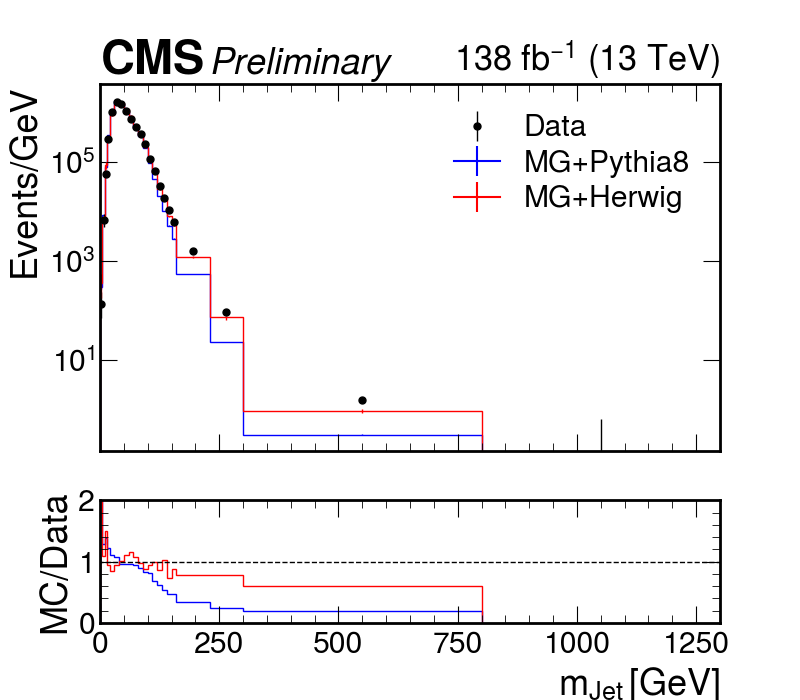 CMS Preliminary 138 fb⁻¹ (13 TeV)
Events/GeV
10⁵
10³
10¹
Data
MG+Pythia8
MG+Herwig
MC/Data
2
1
0
0 250 500 750 1000 1250
m_Jet [GeV]